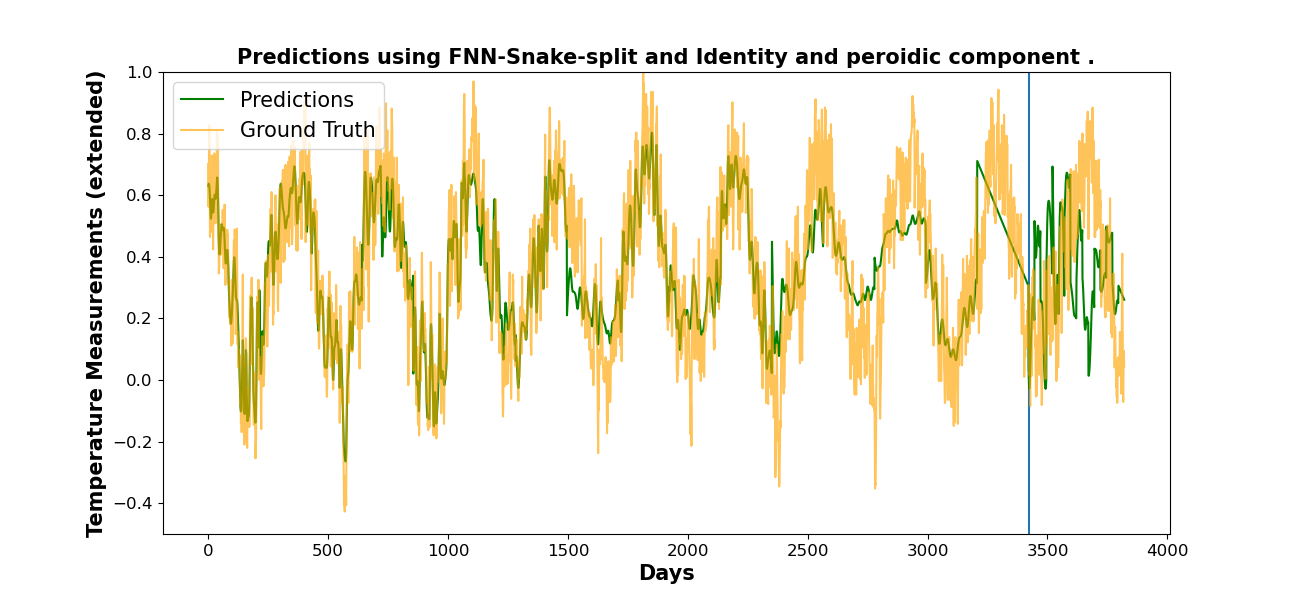 Predictions using FNN-Snake-split and Identity and peroidic component .
Temperature Measurements (extended)
1.0
0.8
0.6
0.4
0.2
0.0
−0.2
−0.4
Predictions
Ground Truth
0 500 1000 1500 2000 2500 3000 3500 4000
Days